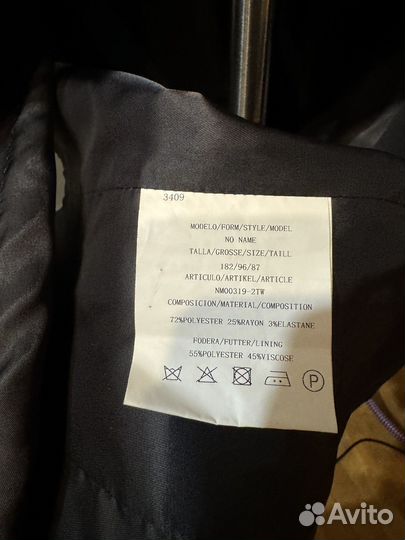 3409
MODELO/FORM/STYLE/MODEL
NO NAME
TALLA/GROSSE/SIZE/TAILL
182/96/87
ARTICULO/ARTIKEL/ARTICLE
NM00319-2TW
COMPOSICION/MATERIAL/COMPOSITION
72%POLYESTER 25%RAYON 3%ELASTANE
FODERA/FUTTER/LINING
55%POLYESTER 45%VISCOSE
P
Avito